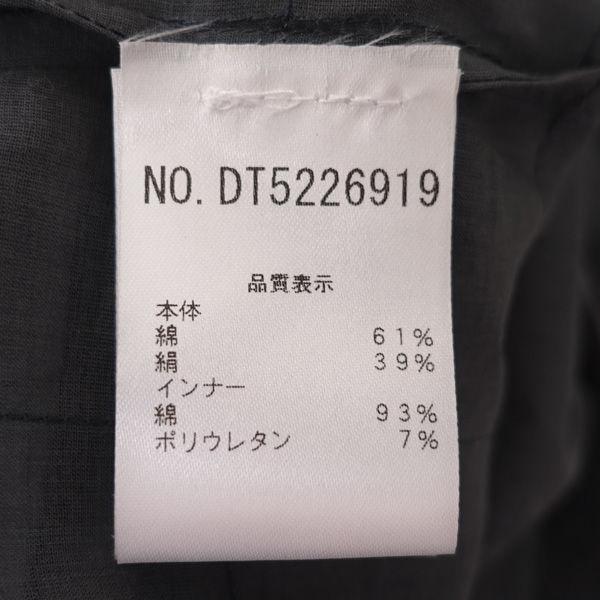 NO. DT5226919
品質表示
本体
綿 61%
絹 39%
インナー
綿 93%
ポリウレタン 7%